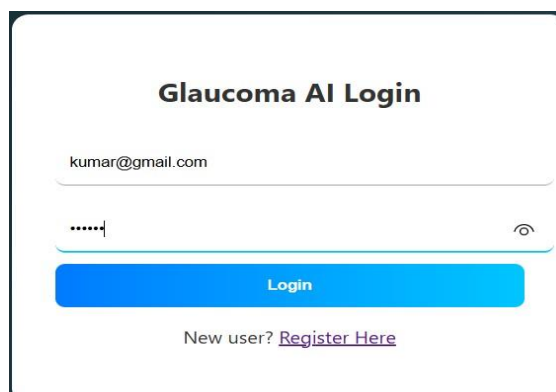 Glaucoma AI Login
kumar@gmail.com
••••••
Login
New user? Register Here